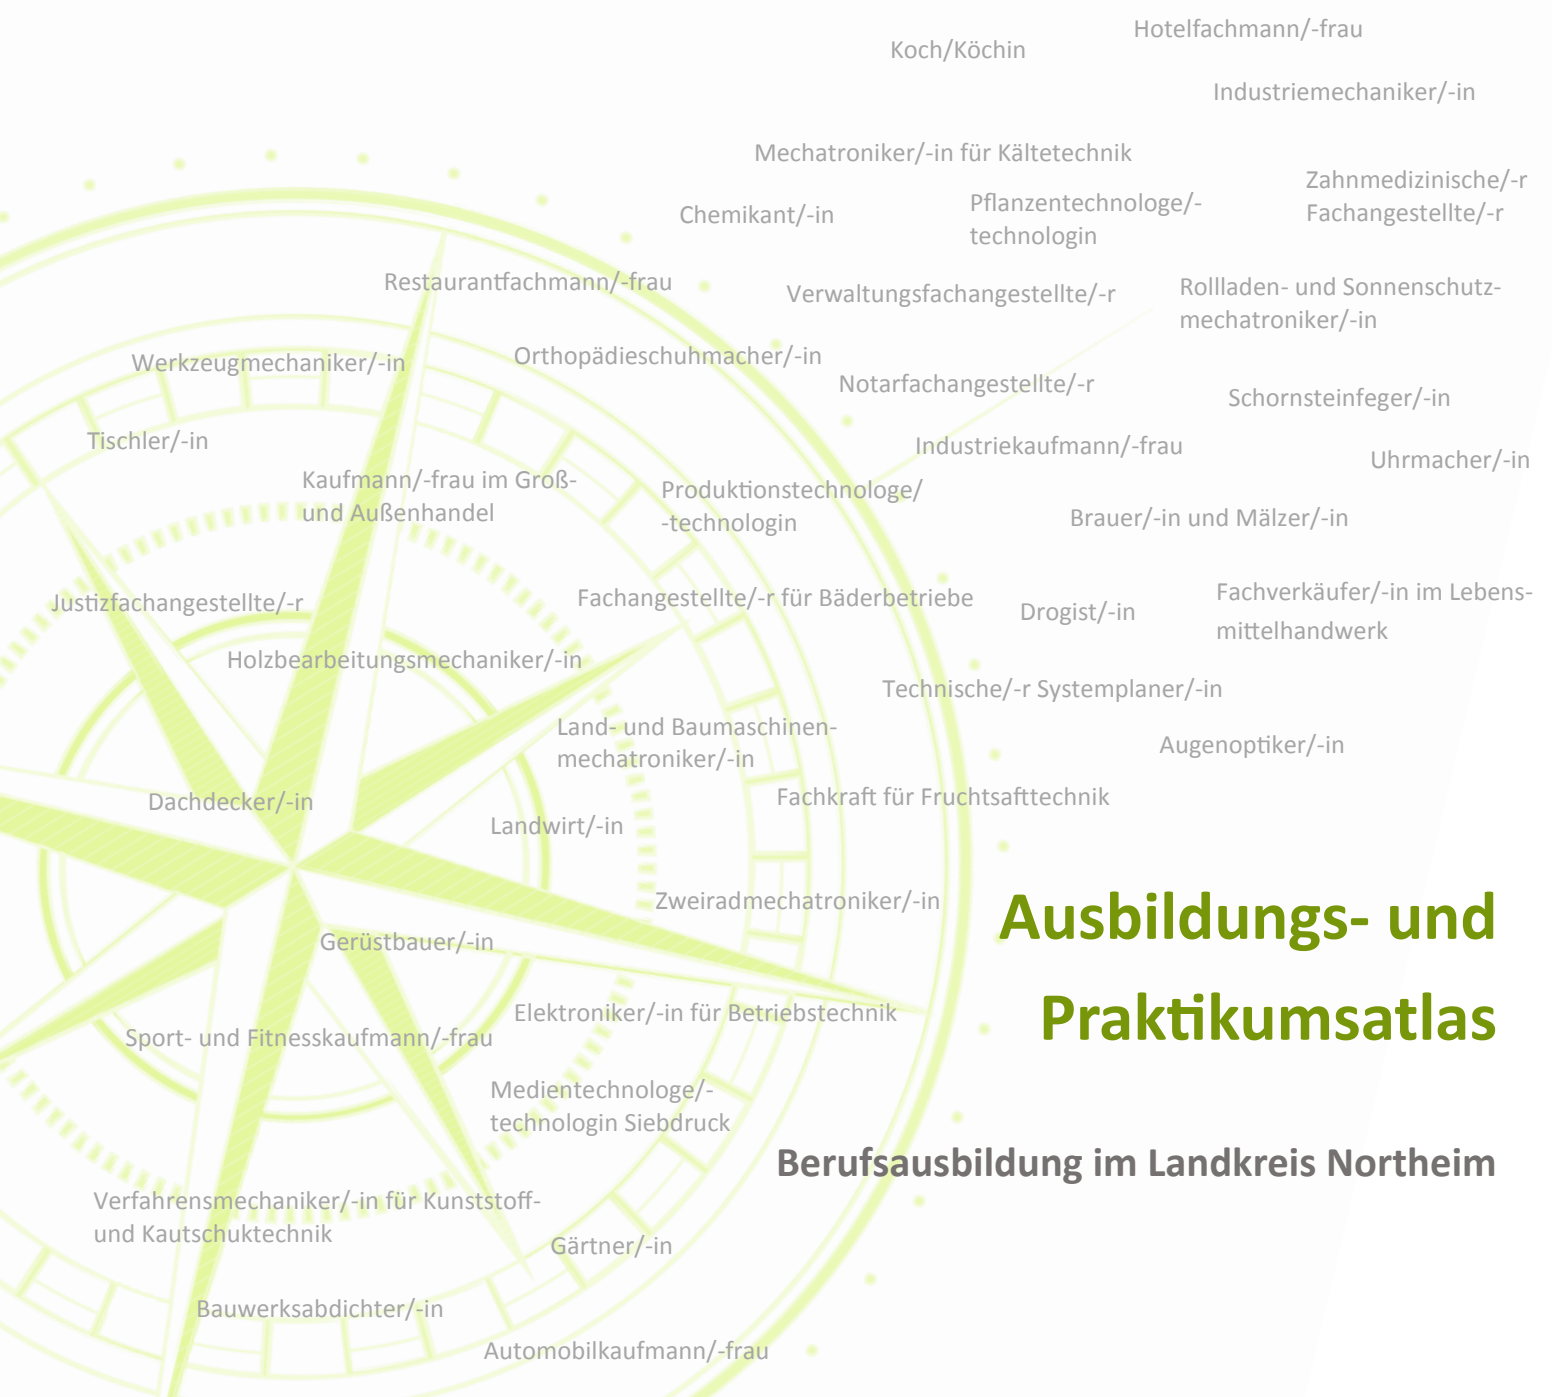 Hotelfachmann/-frau
Koch/Köchin
Industriemechaniker/-in
Mechatroniker/-in für Kältetechnik
Zahnmedizinische/-r
Fachangestellte/-r
Pflanzentechnologe/-
technologin
Chemikant/-in
Restaurantfachmann/-frau
Verwaltungsfachangestellte/-r
Rollladen- und Sonnenschutz-
mechatroniker/-in
Werkzeugmechaniker/-in
Orthopädieschuhmacher/-in
Notarfachangestellte/-r
Schornsteinfeger/-in
Tischler/-in
Industriekaufmann/-frau
Uhrmacher/-in
Kaufmann/-frau im Groß-
und Außenhandel
Produktionstechnologe/
-technologin
Brauer/-in und Mälzer/-in
Justizfachangestellte/-r
Fachangestellte/-r für Bäderbetriebe
Drogist/-in
Fachverkäufer/-in im Lebens-
mittelhandwerk
Holzbearbeitungsmechaniker/-in
Technische/-r Systemplaner/-in
Land- und Baumaschinen-
mechatroniker/-in
Augenoptiker/-in
Dachdecker/-in
Fachkraft für Fruchtsafttechnik
Landwirt/-in
Zweiradmechatroniker/-in
Ausbildungs- und
Praktikumsatlas
Gerüstbauer/-in
Elektroniker/-in für Betriebstechnik
Sport- und Fitnesskaufmann/-frau
Medientechnologe/-
technologin Siebdruck
Berufsausbildung im Landkreis Northeim
Verfahrensmechaniker/-in für Kunststoff-
und Kautschuktechnik
Gärtner/-in
Bauwerksabdichter/-in
Automobilkaufmann/-frau